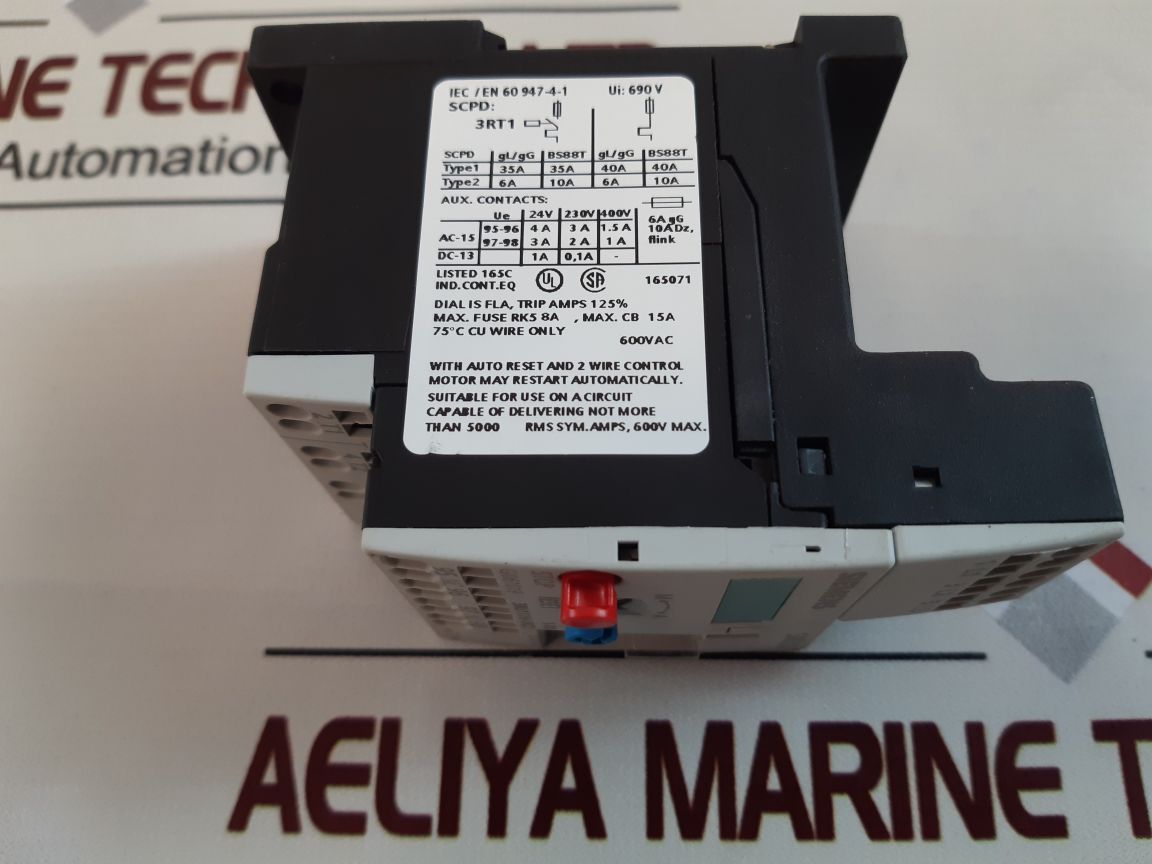 NE TECH
Automation
IEC / EN 60 947-4-1 Ui: 690 V
SCPD:
3RT1
SCPD gL/gG BS88T gL/gG BS88T
Type1 35A 35A 40A 40A
Type2 6A 10A 6A 10A
AUX. CONTACTS:
Ue 24V 230V 400V
AC-15 95-96 4 A 3 A 1.5 A
97-98 3 A 2 A 1 A
DC-13 1A 0,1A -
6A gG
10A Dz,
flink
LISTED 165C UL SA 165071
IND.CONT.EQ
DIAL IS FLA, TRIP AMPS 125%
MAX. FUSE RK5 8A , MAX. CB 15A
75°C CU WIRE ONLY
600VAC
WITH AUTO RESET AND 2 WIRE CONTROL
MOTOR MAY RESTART AUTOMATICALLY.
SUITABLE FOR USE ON A CIRCUIT
CAPABLE OF DELIVERING NOT MORE
THAN 5000 RMS SYM. AMPS, 600V MAX.
SIEMENS
AELIYA MARINE T